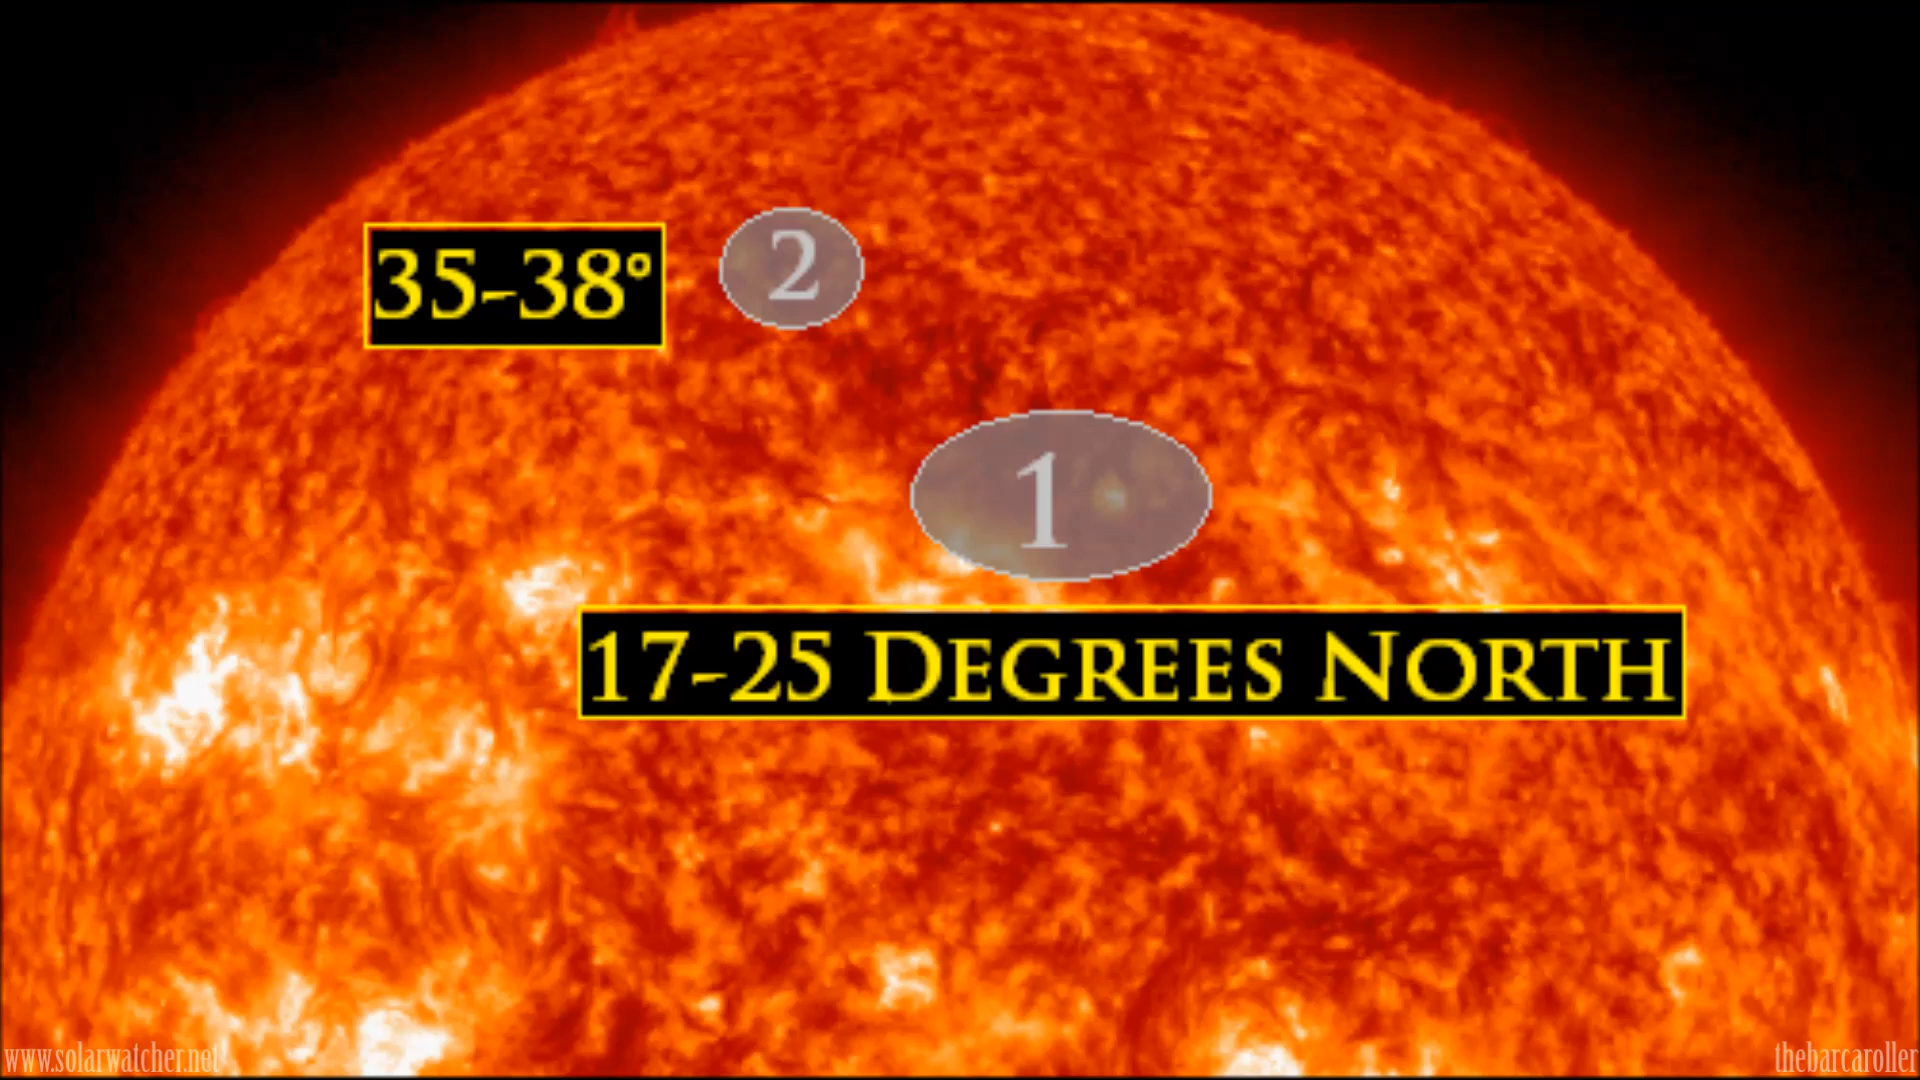 35-38°
2
1
17-25 DEGREES NORTH
www.solarwatcher.net
thebarcaroller